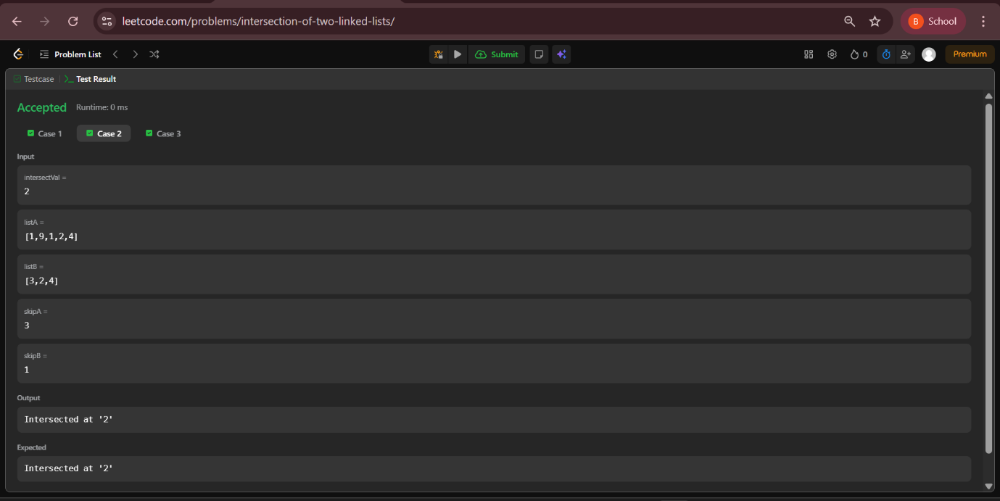 leetcode.com/problems/intersection-of-two-linked-lists/
B School
Problem List Submit 0 Premium
Testcase Test Result
Accepted Runtime: 0 ms
Case 1 Case 2 Case 3
Input
intersectVal =
2
listA =
[1,9,1,2,4]
listB =
[3,2,4]
skipA =
3
skipB =
1
Output
Intersected at '2'
Expected
Intersected at '2'